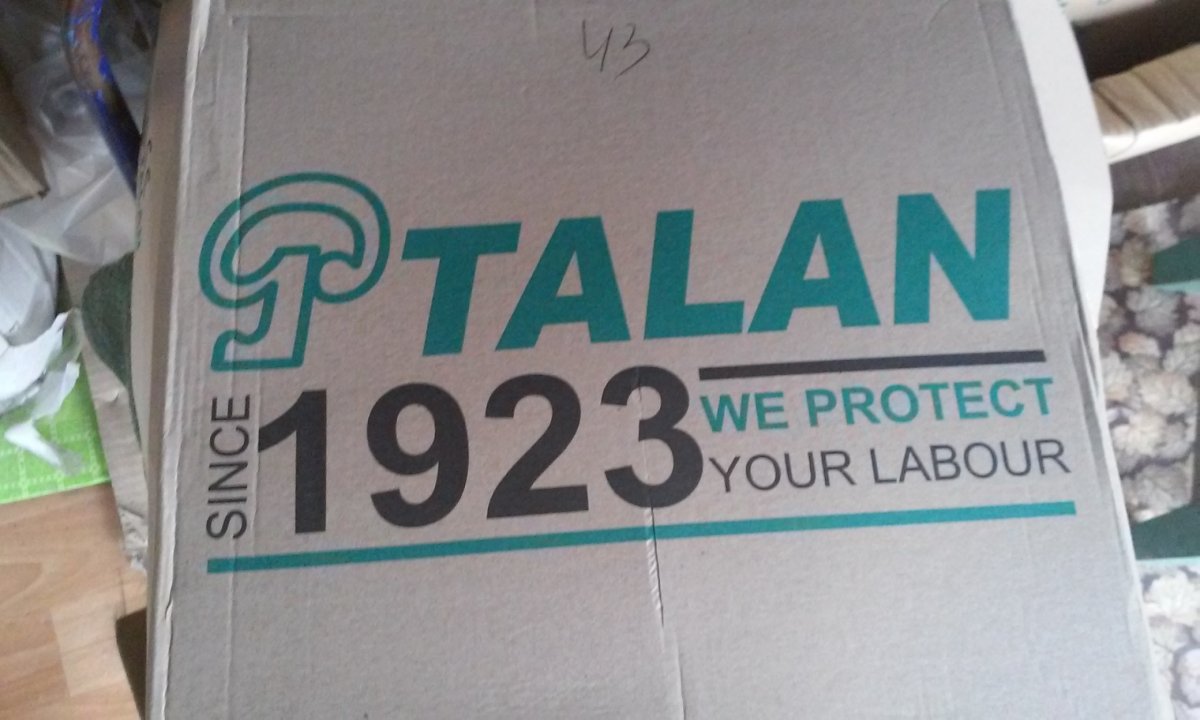 43
TALAN
SINCE 1923
WE PROTECT
YOUR LABOUR